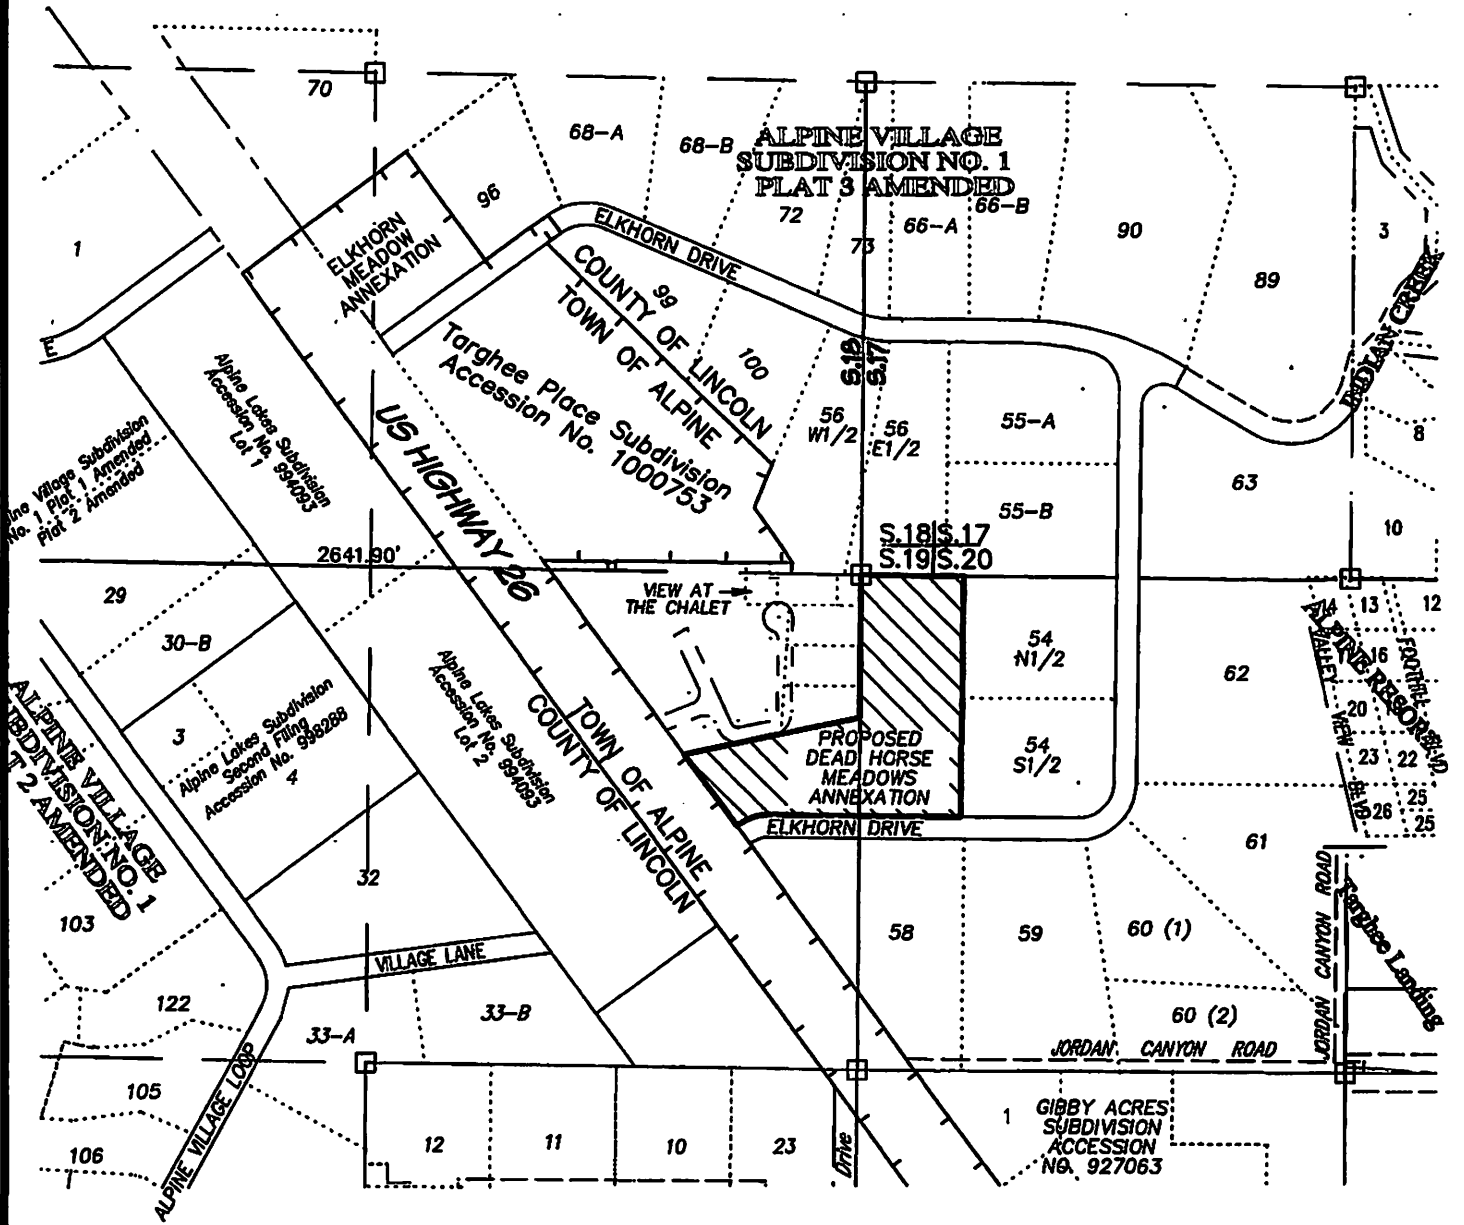 70
68-A
68-B
ALPINE VILLAGE
SUBDIVISION NO. 1
PLAT 3 AMENDED
72
73
66-A
66-B
90
89
3
INDIAN CREEK
1
96
ELKHORN
MEADOW
ANNEXATION
ELKHORN DRIVE
99
100
COUNTY OF LINCOLN
TOWN OF ALPINE
Targhee Place Subdivision
Accession No. 1000753
E
Alpine Lakes Subdivision
Accession No. 994093
Lot 1
US HIGHWAY 26
S.18
S.17
56
W1/2
56
E1/2
55-A
55-B
63
8
10
Village Subdivision
No. 1 Plat 1 Amended
Plat 2 Amended
S.18 S.17
S.19 S.20
2641.90'
VIEW AT
THE CHALET
29
30-B
3
Alpine Lakes Subdivision
Second Filing
Accession No. 998288
4
Alpine Lakes Subdivision
Accession No. 994093
Lot 2
TOWN OF ALPINE
COUNTY OF LINCOLN
PROPOSED
DEAD HORSE
MEADOWS
ANNEXATION
ELKHORN DRIVE
54
N1/2
54
S1/2
62
61
14
13
12
16
20
23
22
26
25
25
ALPINE RESORT
VALLEY VIEW BLVD
FOOTHILL BLVD.
ALPINE VILLAGE
SUBDIVISION NO. 1
PLAT 2 AMENDED
32
103
VILLAGE LANE
122
33-A
33-B
58
59
60 (1)
60 (2)
JORDAN CANYON ROAD
JORDAN CANYON ROAD
Targhee Landing
105
106
ALPINE VILLAGE LOOP
12
11
10
23
Drive
1
GIBBY ACRES
SUBDIVISION
ACCESSION
NO. 927063